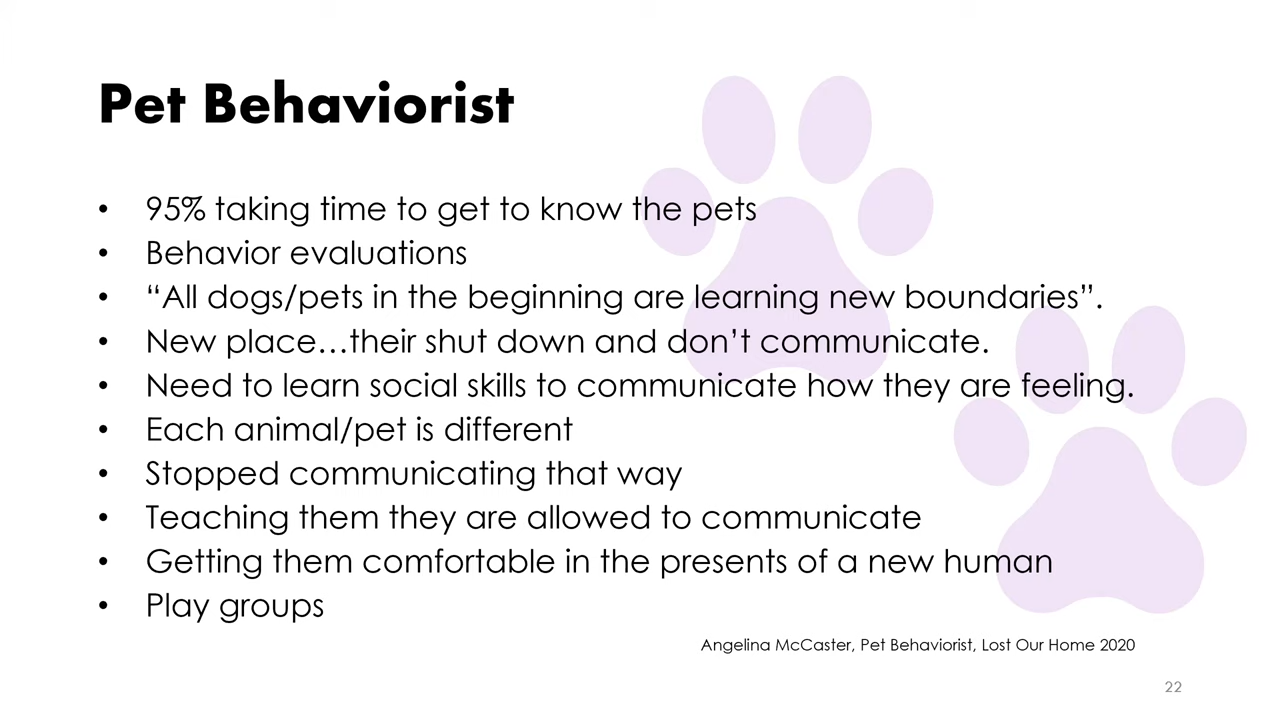 Pet Behaviorist
• 95% taking time to get to know the pets
• Behavior evaluations
• “All dogs/pets in the beginning are learning new boundaries”.
• New place…their shut down and don’t communicate.
• Need to learn social skills to communicate how they are feeling.
• Each animal/pet is different
• Stopped communicating that way
• Teaching them they are allowed to communicate
• Getting them comfortable in the presents of a new human
• Play groups
Angelina McCaster, Pet Behaviorist, Lost Our Home 2020
22